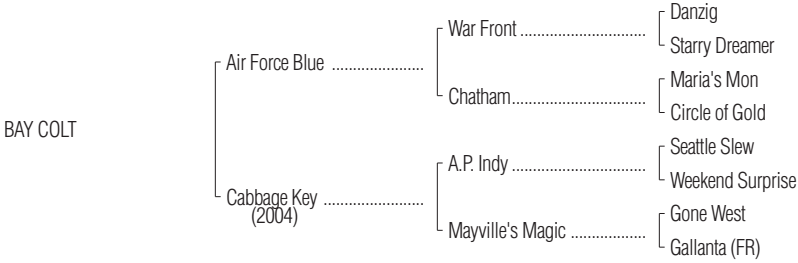 Danzig
War Front ..............................
Starry Dreamer
Air Force Blue ......................
Maria's Mon
Chatham................................
Circle of Gold
BAY COLT
Seattle Slew
A.P. Indy ................................
Weekend Surprise
Cabbage Key ........................
(2004)
Gone West
Mayville's Magic ..................
Gallanta (FR)